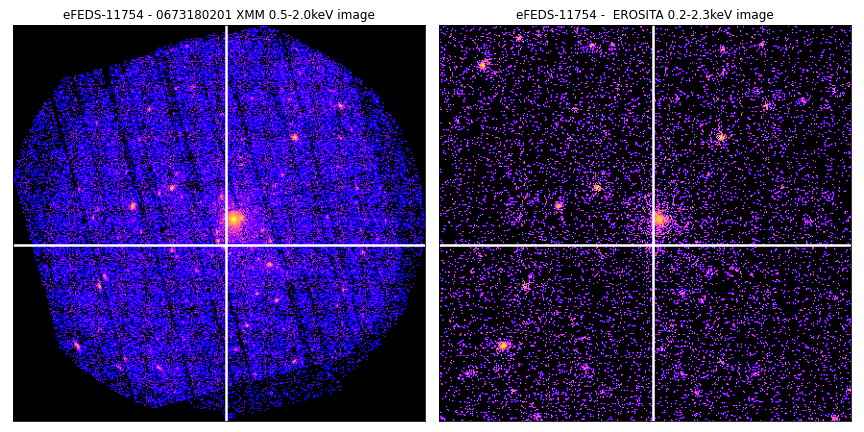 eFEDS-11754 - 0673180201 XMM 0.5-2.0keV image
eFEDS-11754 -  EROSITA 0.2-2.3keV image